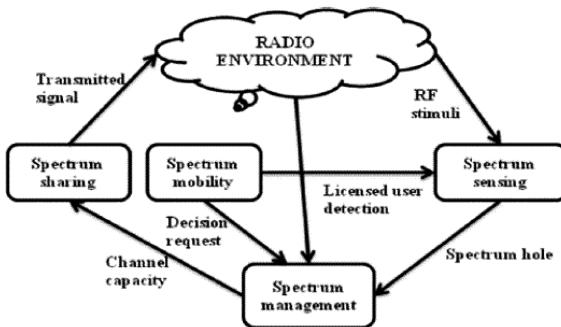 RADIO
ENVIRONMENT
Transmitted
signal
RF
stimuli
Spectrum
sharing
Spectrum
mobility
Spectrum
sensing
Licensed user
detection
Decision
request
Channel
capacity
Spectrum hole
Spectrum
management